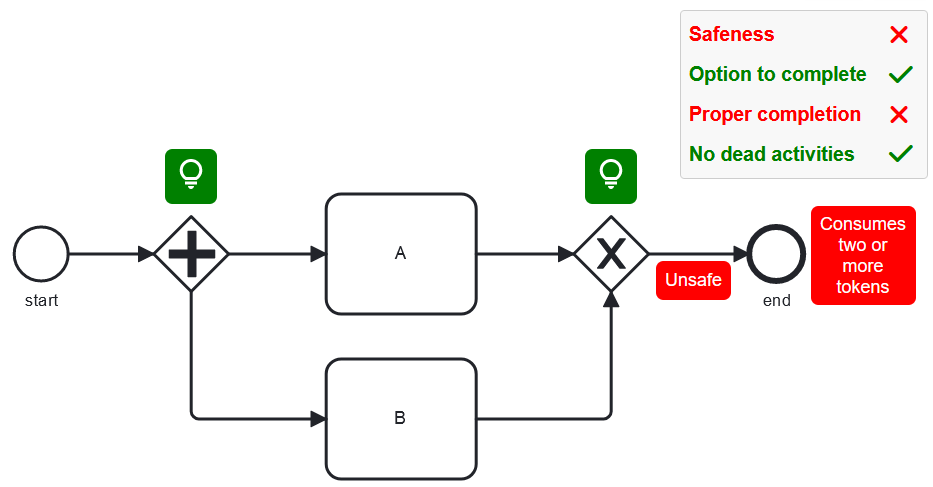 Safeness
Option to complete
Proper completion
No dead activities
start
A
B
Unsafe
end
Consumes
two or
more
tokens